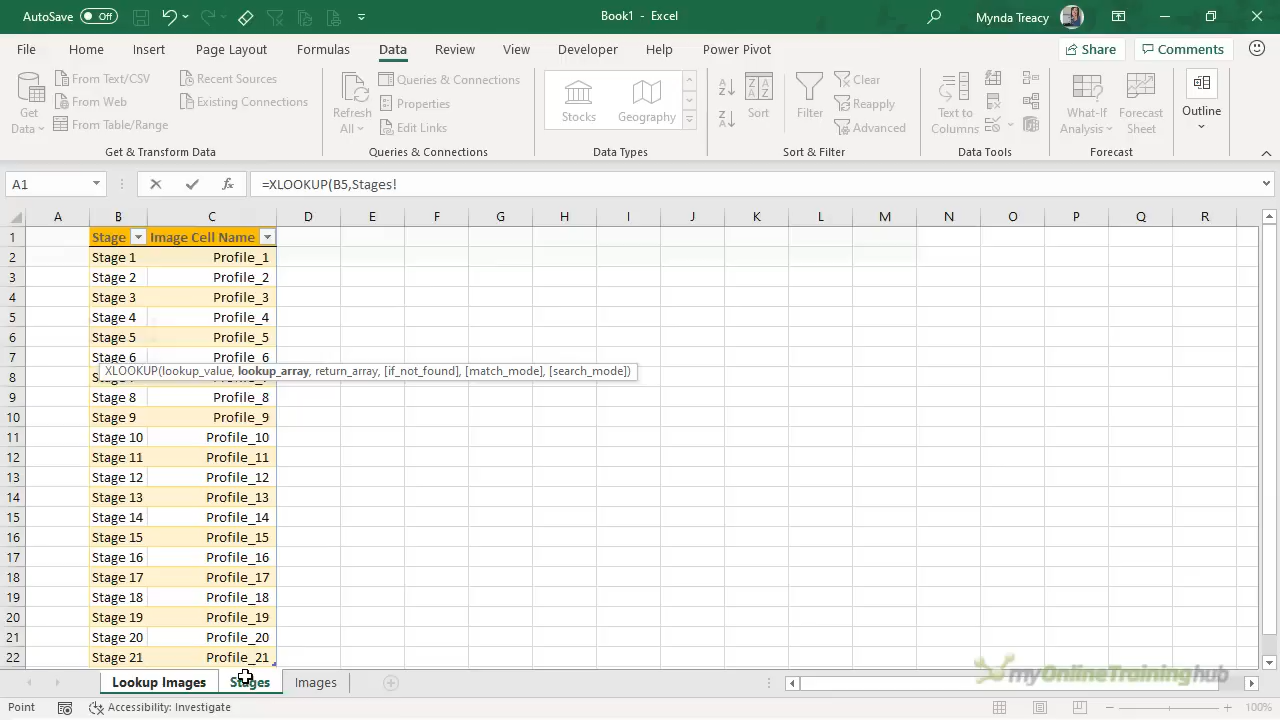 AutoSave Off Book1 - Excel Mynda Treacy
File Home Insert Page Layout Formulas Data Review View Developer Help Power Pivot Share Comments
Get Data
From Text/CSV
From Web
From Table/Range
Recent Sources
Existing Connections
Get & Transform Data
Refresh All
Queries & Connections
Properties
Edit Links
Queries & Connections
Stocks Geography
Data Types
Sort
Filter
Clear
Reapply
Advanced
Sort & Filter
Text to Columns
Data Tools
What-If Analysis
Forecast Sheet
Forecast
Outline
A1 fx =XLOOKUP(B5,Stages!
A B C D E F G H I J K L M N O P Q R
1 Stage Image Cell Name
2 Stage 1 Profile_1
3 Stage 2 Profile_2
4 Stage 3 Profile_3
5 Stage 4 Profile_4
6 Stage 5 Profile_5
7 Stage 6 Profile_6
XLOOKUP(lookup_value, lookup_array, return_array, [if_not_found], [match_mode], [search_mode])
8
9 Stage 8 Profile_8
10 Stage 9 Profile_9
11 Stage 10 Profile_10
12 Stage 11 Profile_11
13 Stage 12 Profile_12
14 Stage 13 Profile_13
15 Stage 14 Profile_14
16 Stage 15 Profile_15
17 Stage 16 Profile_16
18 Stage 17 Profile_17
19 Stage 18 Profile_18
20 Stage 19 Profile_19
21 Stage 20 Profile_20
22 Stage 21 Profile_21
Lookup Images Stages Images
myOnlineTraininghub
Point Accessibility: Investigate 100%